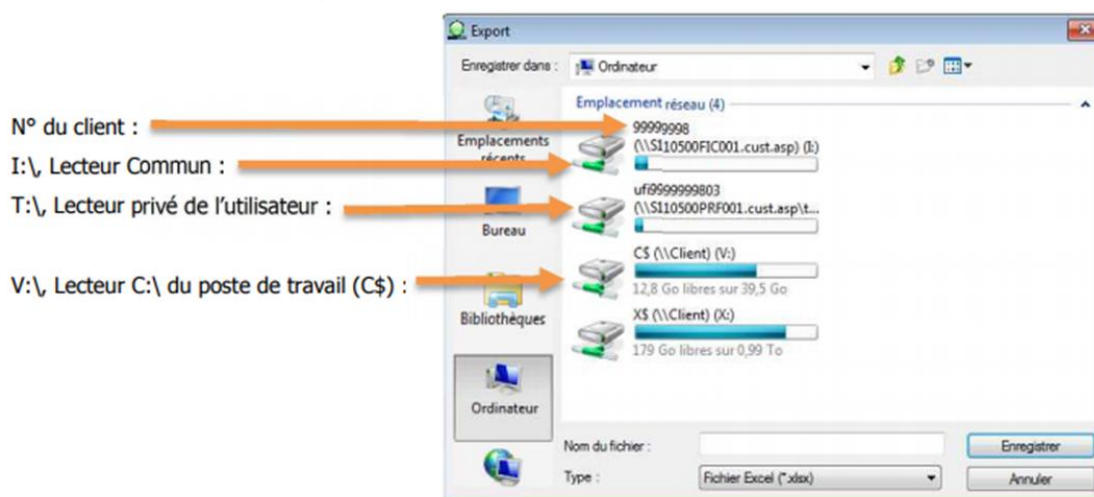 Export
Enregistrer dans :
Ordinateur
N° du client :
I:\, Lecteur Commun :
T:\, Lecteur privé de l'utilisateur :
V:\, Lecteur C:\ du poste de travail (C$) :
Emplacements
récents
Bureau
Bibliothèques
Ordinateur
Emplacement réseau (4)
99999998
(\\S110500FIC001.cust.asp) (I:)
ufi9999999803
(\\S110500PRF001.cust.asp\t...
C$ (\\Client) (V:)
12,8 Go libres sur 39,5 Go
X$ (\\Client) (X:)
179 Go libres sur 0,99 To
Nom du fichier :
Enregistrer
Type :
Fichier Excel (*.xlsx)
Annuler